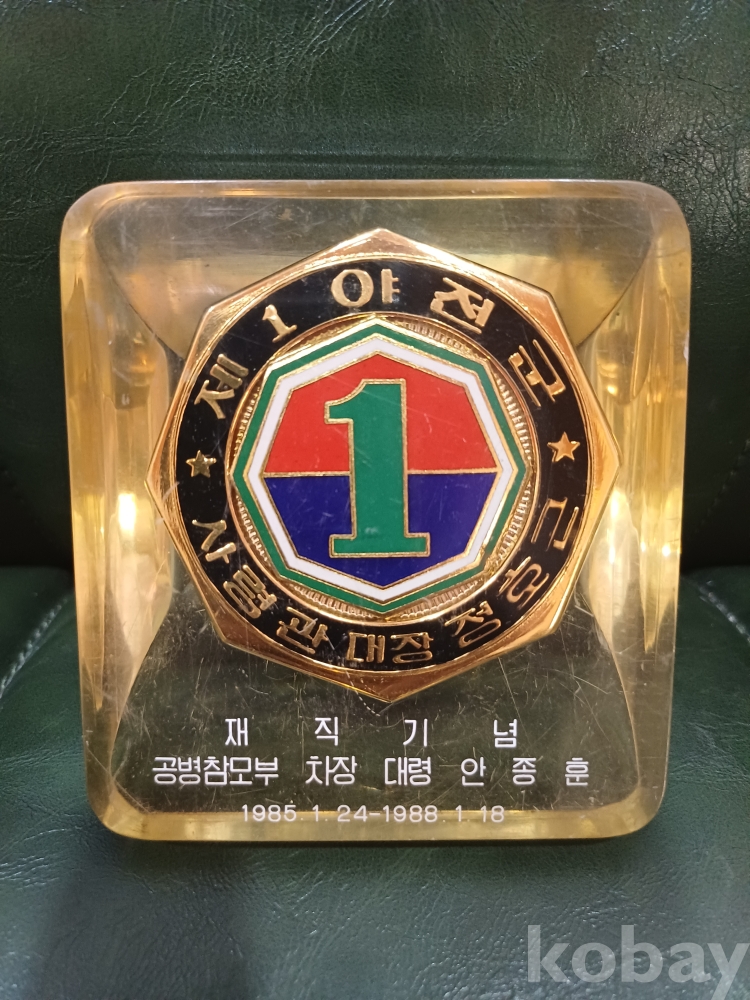 제1야전군
1
사령관 대장 정호근
재직기념
공병참모부 차장 대령 안종훈
1985.1.24-1988.1.18
kobay